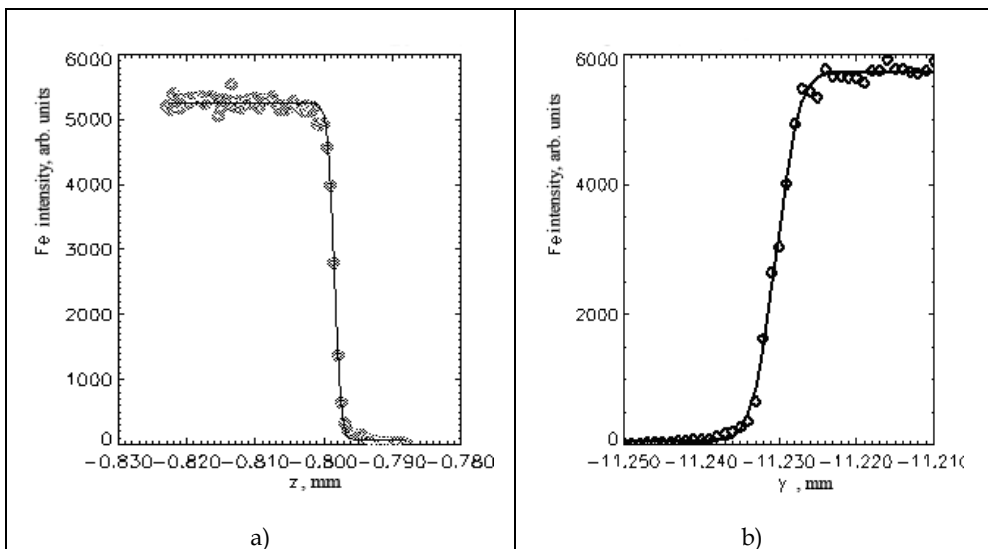 6000
5000
4000
3000
2000
1000
0
Fe intensity, arb. units
−0.830−0.820−0.810−0.800−0.790−0.780
z , mm
a)
6000
4000
2000
0
Fe intensity, arb. units
−11.250 −11.240 −11.230 −11.220 −11.210
y , mm
b)